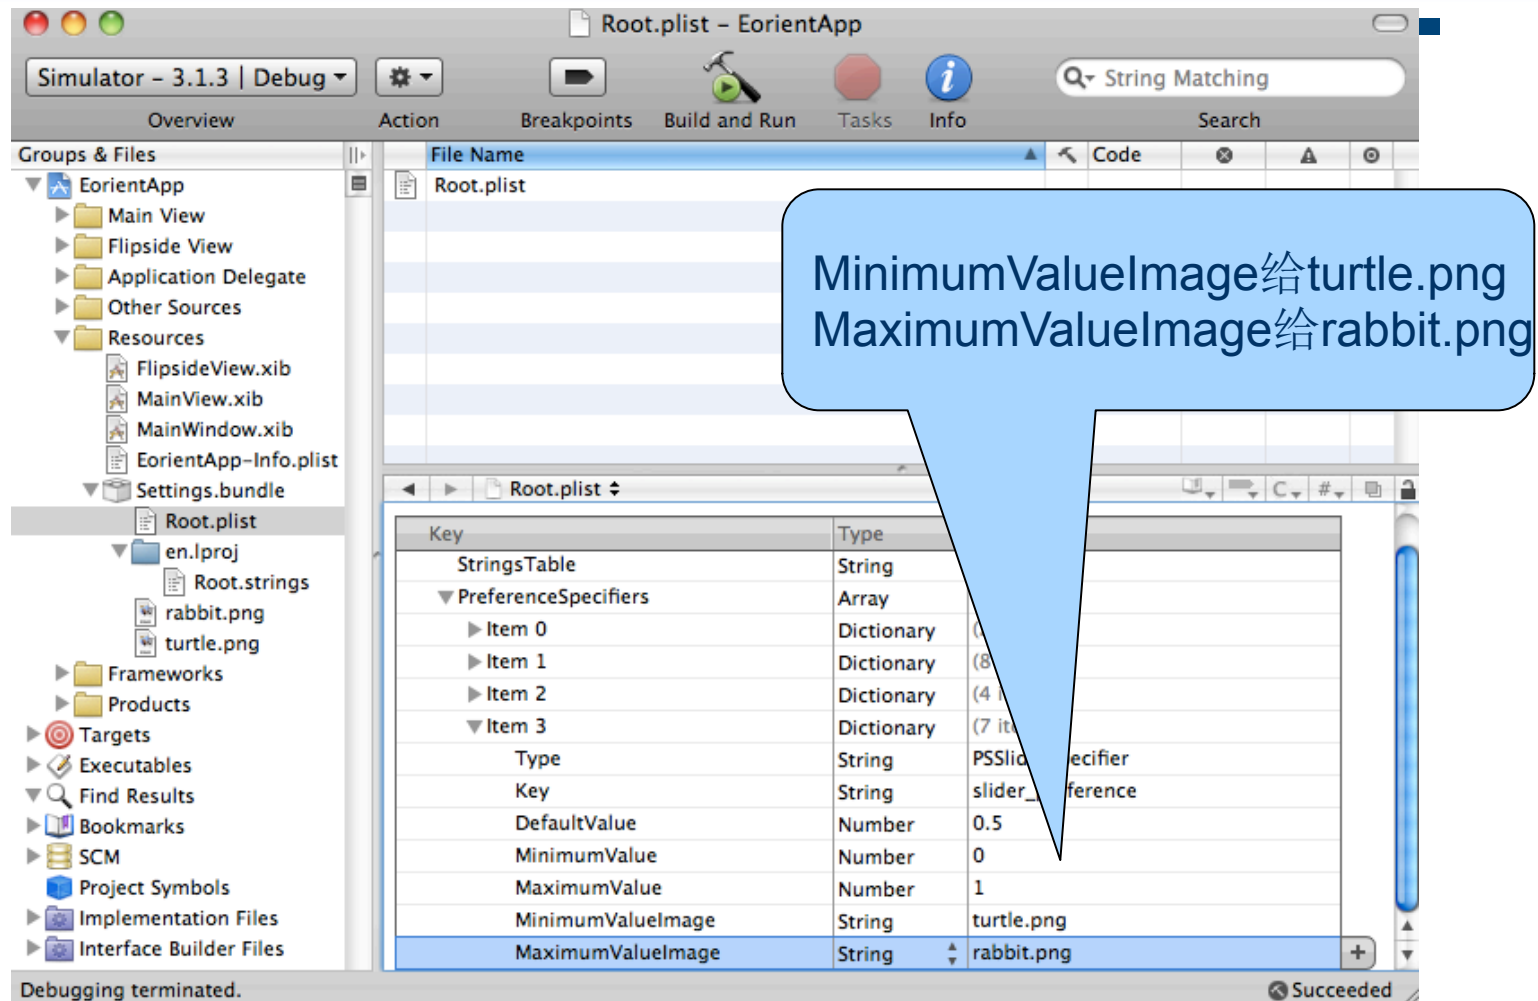 Root.plist – EorientApp
Simulator – 3.1.3 | Debug
String Matching
Overview Action Breakpoints Build and Run Tasks Info Search
Groups & Files
File Name Code
EorientApp
Root.plist
Main View
Flipside View
Application Delegate
Other Sources
Resources
FlipsideView.xib
MainView.xib
MainWindow.xib
EorientApp-Info.plist
Settings.bundle
Root.plist
en.lproj
Root.strings
rabbit.png
turtle.png
Frameworks
Products
Targets
Executables
Find Results
Bookmarks
SCM
Project Symbols
Implementation Files
Interface Builder Files
MinimumValueImage给turtle.png
MaximumValueImage给rabbit.png
Root.plist C #
Key Type
StringsTable String
PreferenceSpecifiers Array
Item 0 Dictionary
Item 1 Dictionary (8
Item 2 Dictionary (4
Item 3 Dictionary (7
Type String
Key String
DefaultValue Number 0.5
MinimumValue Number 0
MaximumValue Number 1
MinimumValueImage String turtle.png
MaximumValueImage String rabbit.png +
Debugging terminated. Succeeded